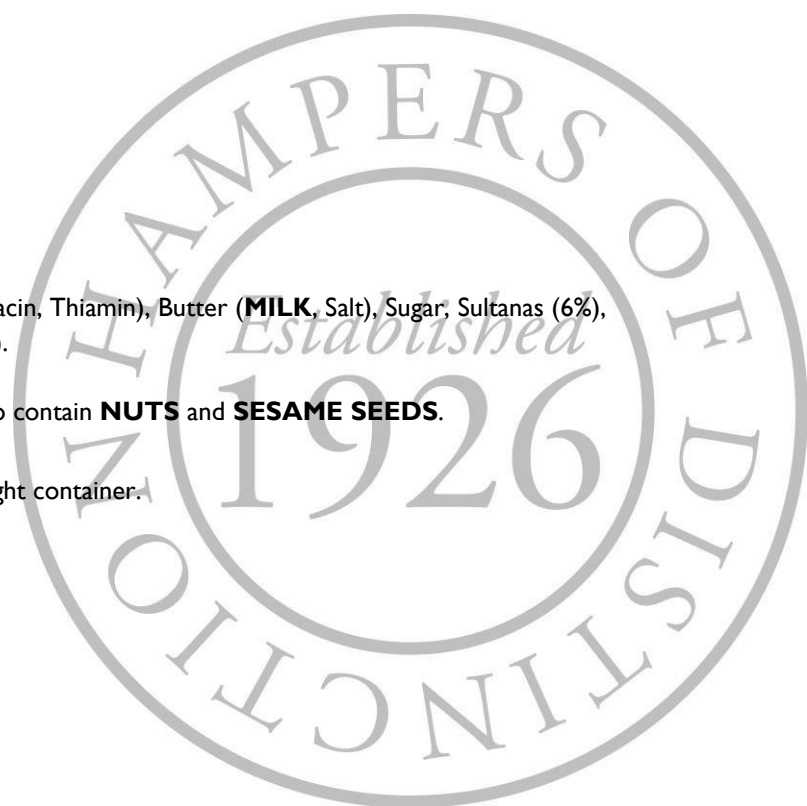 HAMPERS OF DISTINCTION
acin, Thiamin), Butter (MILK, Salt), Sugar, Sultanas (6%),
).
Established
o contain NUTS and SESAME SEEDS.
1926
ght container.